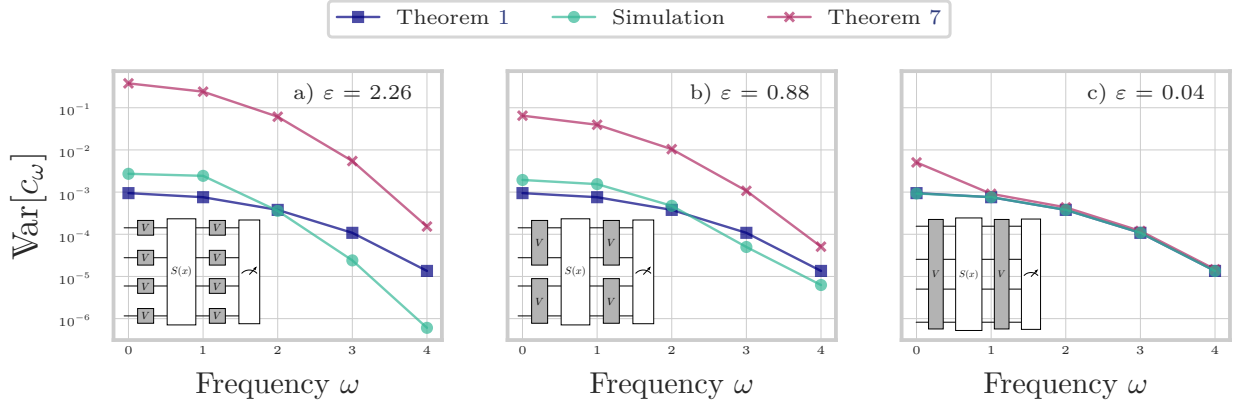 Theorem 1 Simulation Theorem 7
Var[c_ω]
10⁻¹
10⁻²
10⁻³
10⁻⁴
10⁻⁵
10⁻⁶
a) ε = 2.26
V V
V V
S(x)
V V
V V
0 1 2 3 4
Frequency ω
b) ε = 0.88
V V
S(x)
V V
0 1 2 3 4
Frequency ω
c) ε = 0.04
V S(x) V
0 1 2 3 4
Frequency ω